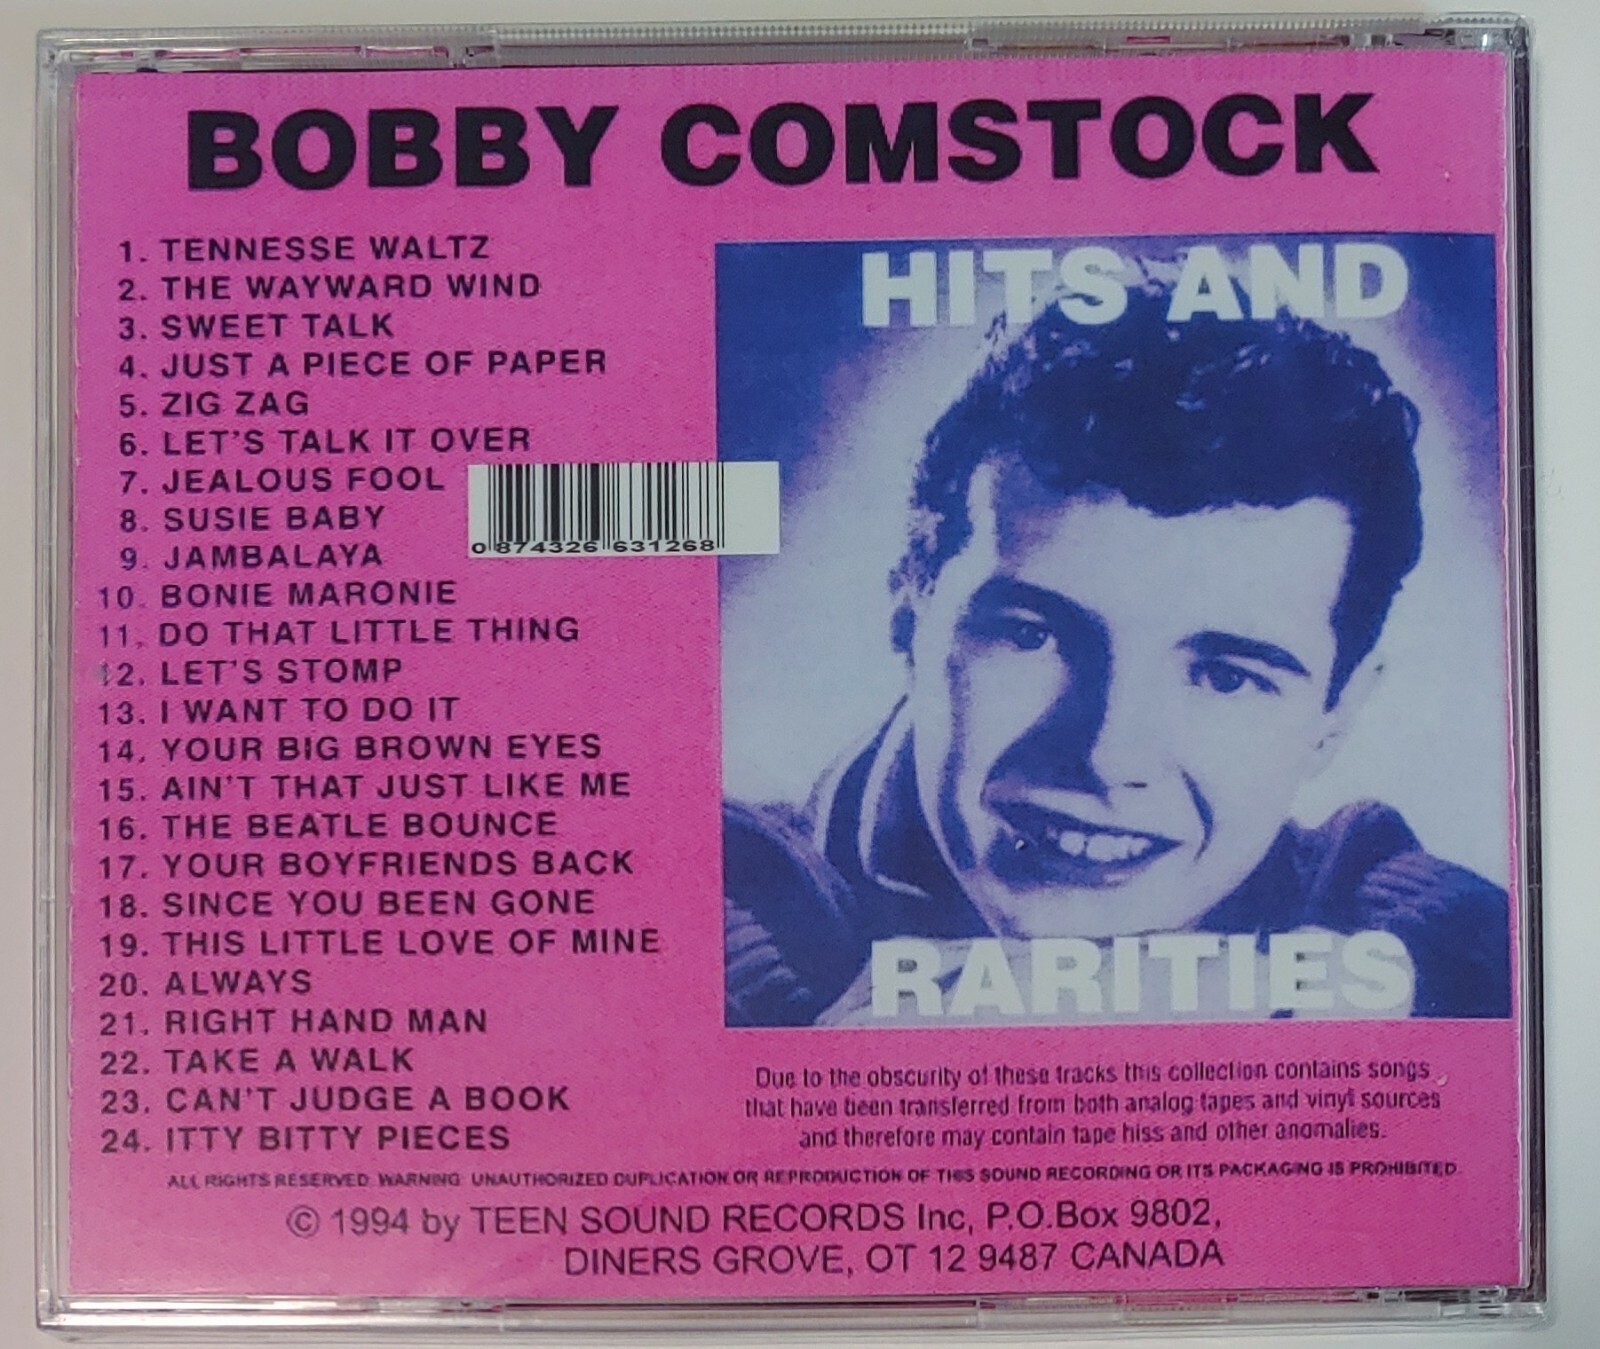 BOBBY COMSTOCK
1. TENNESSE WALTZ
2. THE WAYWARD WIND
3. SWEET TALK
4. JUST A PIECE OF PAPER
5. ZIG ZAG
6. LET'S TALK IT OVER
7. JEALOUS FOOL
8. SUSIE BABY
9. JAMBALAYA
10. BONIE MARONIE
11. DO THAT LITTLE THING
12. LET'S STOMP
13. I WANT TO DO IT
14. YOUR BIG BROWN EYES
15. AIN'T THAT JUST LIKE ME
16. THE BEATLE BOUNCE
17. YOUR BOYFRIENDS BACK
18. SINCE YOU BEEN GONE
19. THIS LITTLE LOVE OF MINE
20. ALWAYS
21. RIGHT HAND MAN
22. TAKE A WALK
23. CAN'T JUDGE A BOOK
24. ITTY BITTY PIECES
0 874326 631268
HITS AND
RARITIES
Due to the obscurity of these tracks this collection contains songs
that have been transferred from both analog tapes and vinyl sources
and therefore may contain tape hiss and other anomalies.
ALL RIGHTS RESERVED. WARNING: UNAUTHORIZED DUPLICATION OR REPRODUCTION OF THIS SOUND RECORDING OR ITS PACKAGING IS PROHIBITED.
© 1994 by TEEN SOUND RECORDS Inc, P.O.Box 9802,
DINERS GROVE, OT 12 9487 CANADA